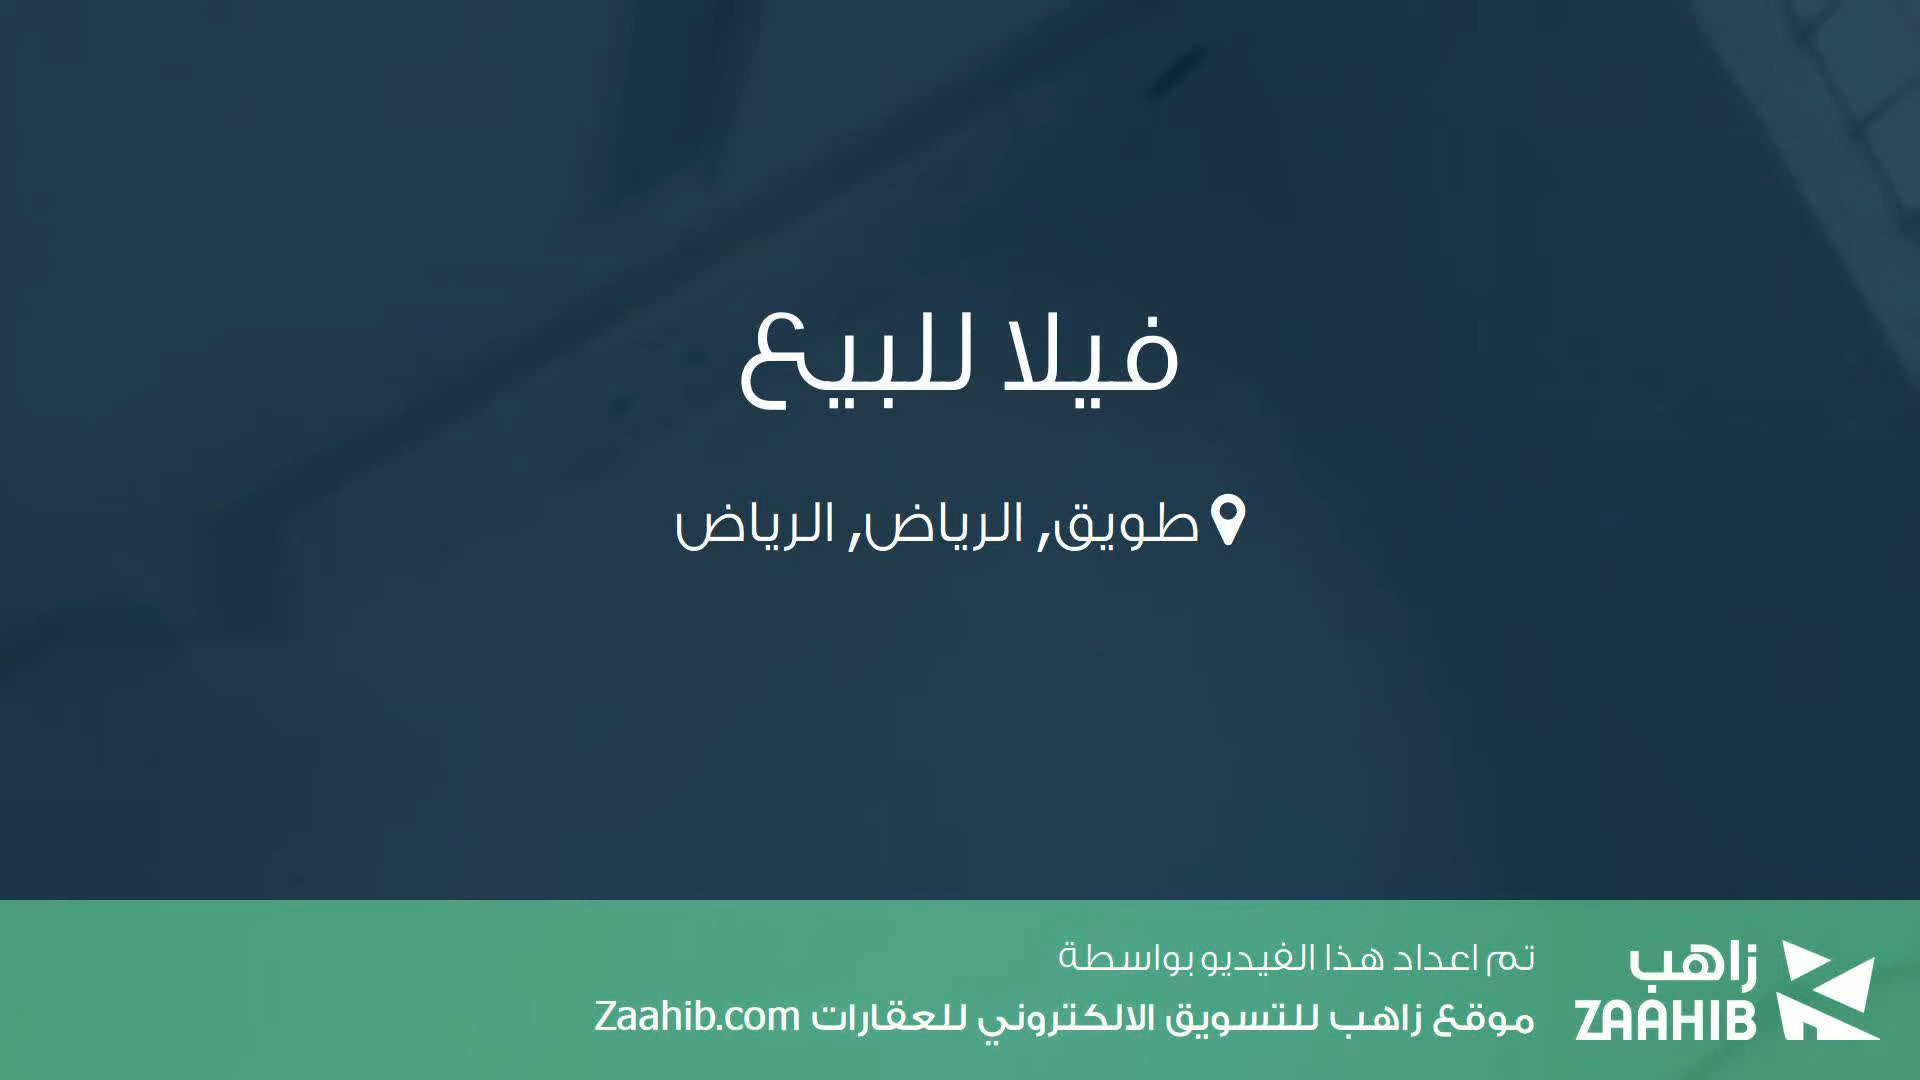 فيلا للبيع
طويق, الرياض, الرياض
تم اعداد هذا الفيديو بواسطة
موقع زاهب للتسويق الالكتروني للعقارات Zaahib.com
زاهب
ZAAHIB